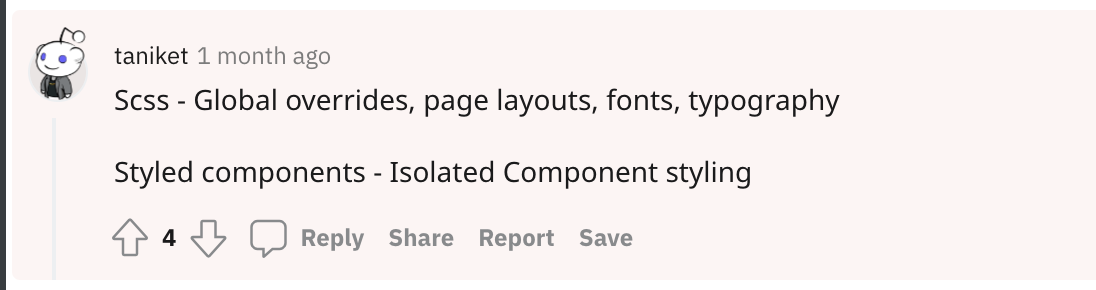 taniket 1 month ago
Scss - Global overrides, page layouts, fonts, typography
Styled components - Isolated Component styling
4 Reply Share Report Save